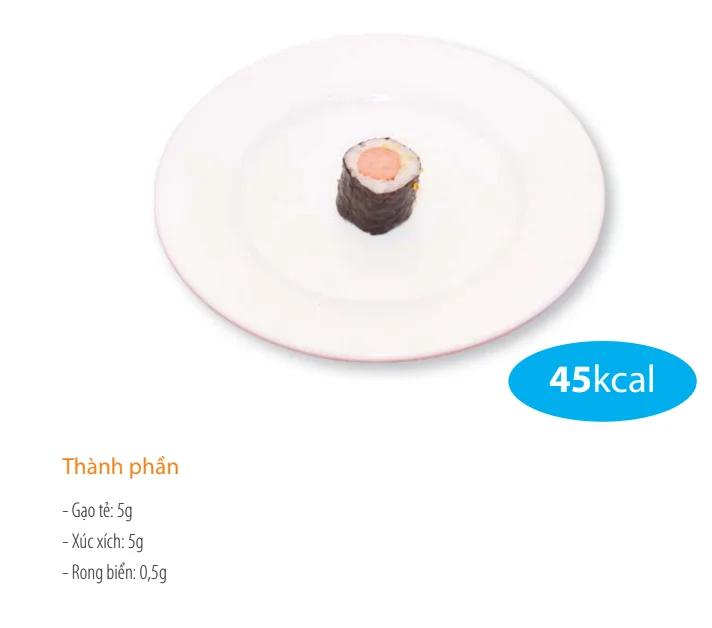 45kcal
Thành phần
- Gạo tẻ: 5g
- Xúc xích: 5g
- Rong biển: 0,5g